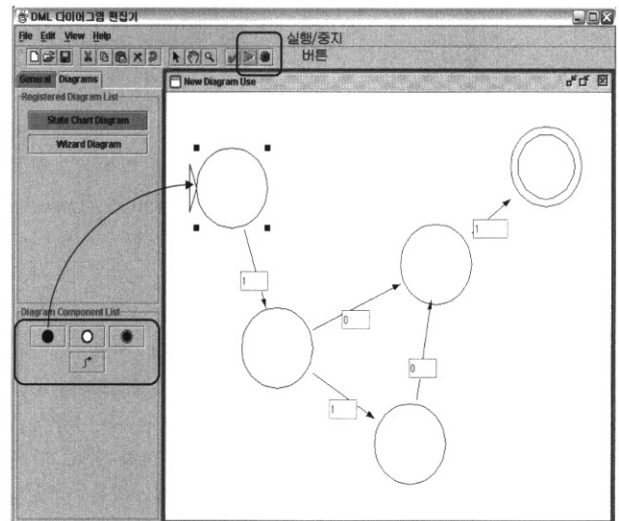 DML 다이어그램 편집기
File Edit View Help
실행/중지
버튼
General Diagrams
Registered Diagram List
State Chart Diagram
Wizard Diagram
Diagram Component List
New Diagram Use
1
1
0
0
1